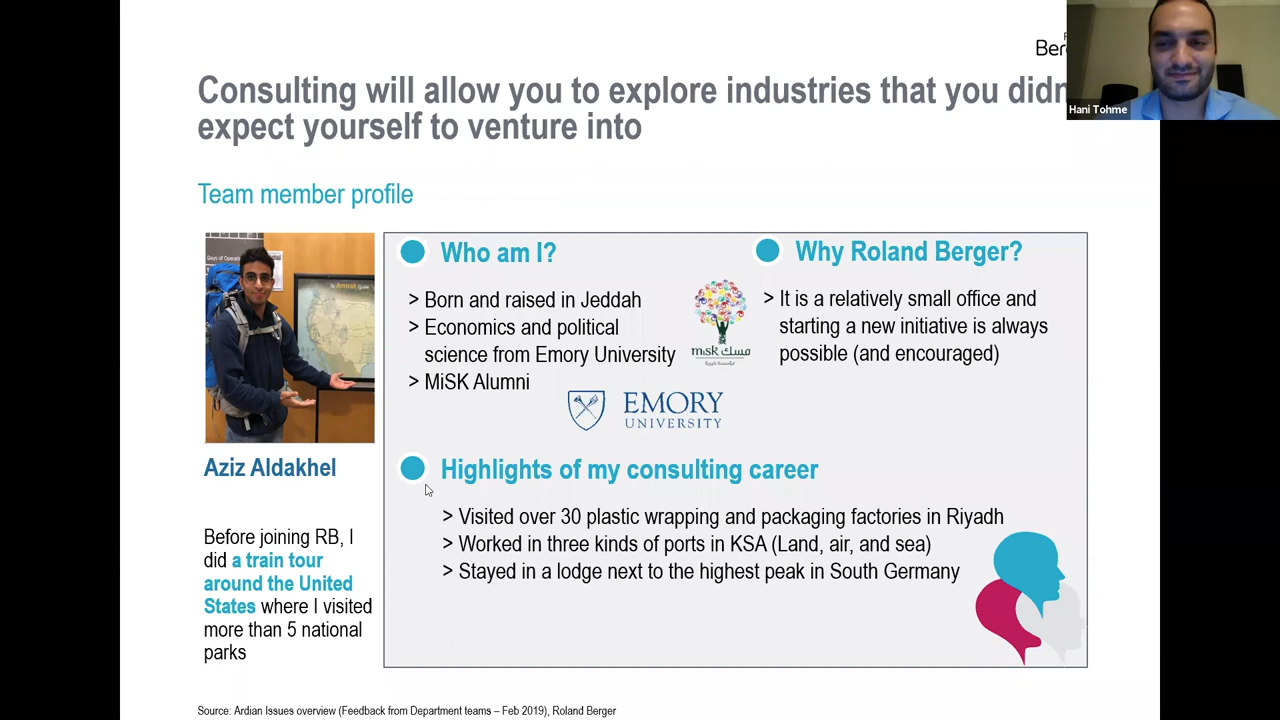 Ber
Hani Tohme
Consulting will allow you to explore industries that you didn
expect yourself to venture into
Team member profile
Who am I?
> Born and raised in Jeddah
> Economics and political
science from Emory University
> MiSK Alumni
مسك misk
EMORY
UNIVERSITY
Why Roland Berger?
> It is a relatively small office and
starting a new initiative is always
possible (and encouraged)
Aziz Aldakhel
Before joining RB, I
did a train tour
around the United
States where I visited
more than 5 national
parks
Highlights of my consulting career
> Visited over 30 plastic wrapping and packaging factories in Riyadh
> Worked in three kinds of ports in KSA (Land, air, and sea)
> Stayed in a lodge next to the highest peak in South Germany
Source: Ardian Issues overview (Feedback from Department teams – Feb 2019), Roland Berger